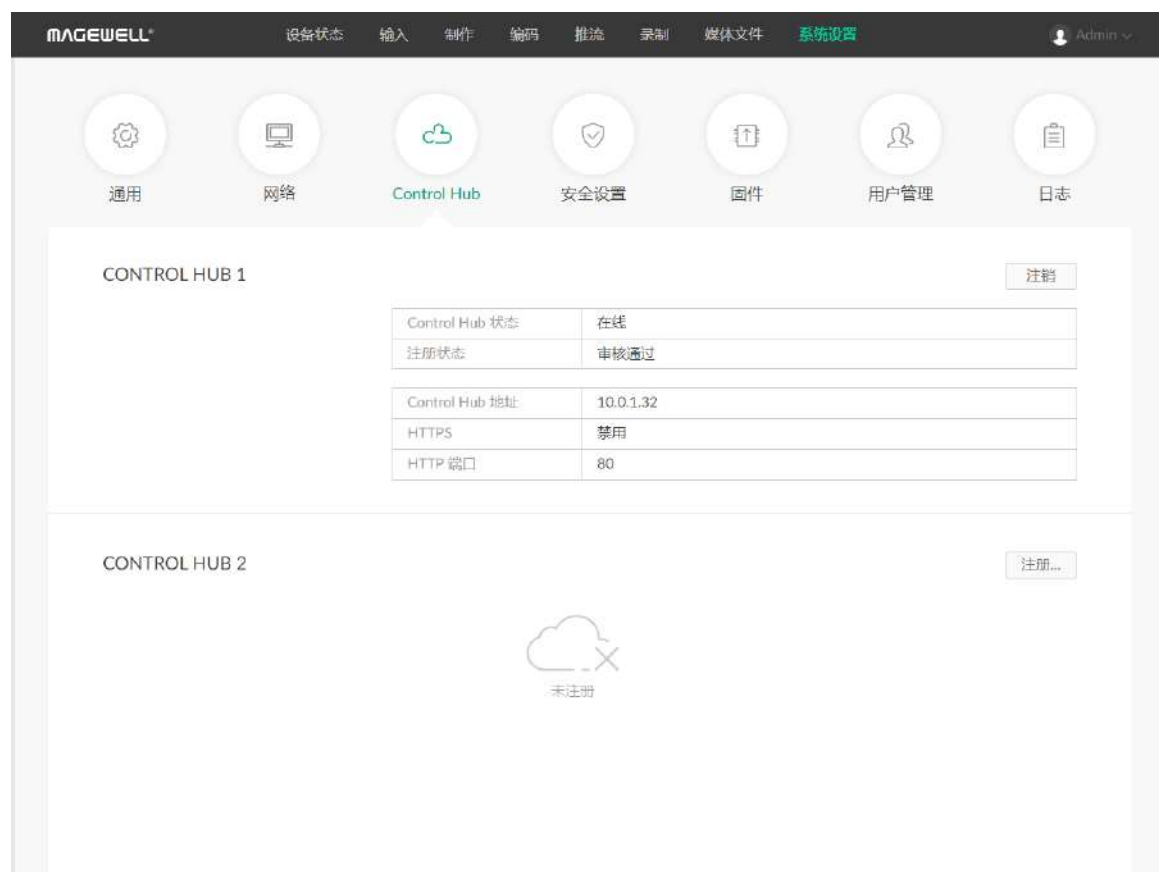 MAGEWELL® 设备状态 输入 制作 编码 推流 录制 媒体文件 系统设置 Admin
通用 网络 Control Hub 安全设置 固件 用户管理 日志
CONTROL HUB 1 注销
Control Hub 状态 在线
注册状态 审核通过
Control Hub 地址 10.0.1.32
HTTPS 禁用
HTTP 端口 80
CONTROL HUB 2 注册...
未注册